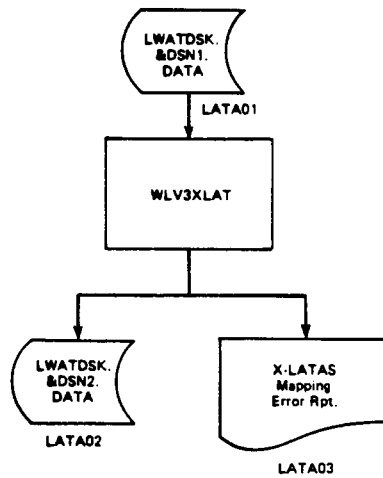 LWATDSK.
&DSN1.
DATA
LATA01
WLV3XLAT
LWATDSK.
&DSN2.
DATA
LATA02
X-LATAS
Mapping
Error Rpt.
LATA03